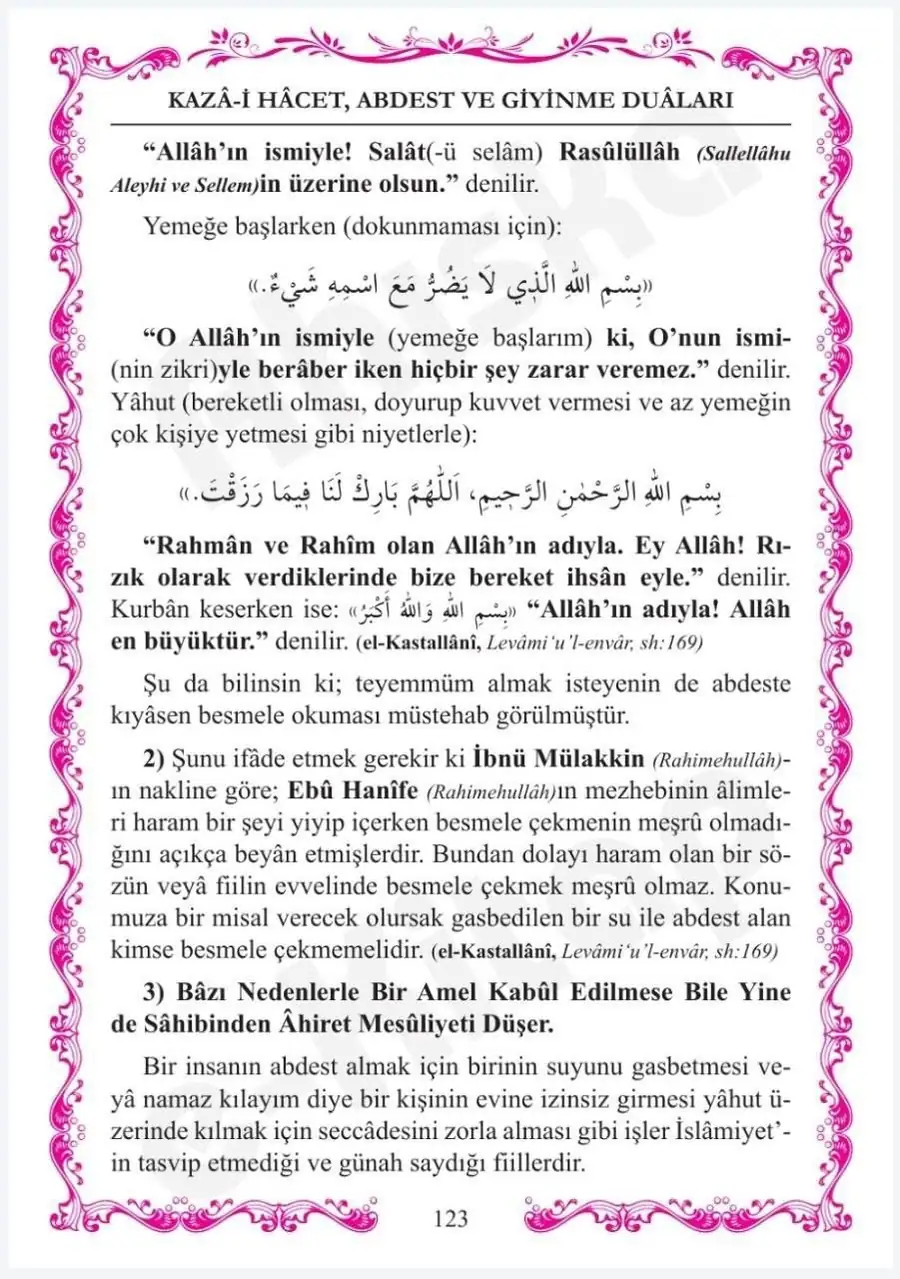 KAZÂ-İ HÂCET, ABDEST VE GİYİNME DUÂLARI
“Allâh’ın ismiyle! Salât(-ü selâm) Rasûlüllâh (Sallellâhu
Aleyhi ve Sellem)in üzerine olsun.” denilir.
Yemeğe başlarken (dokunmaması için):
«بِسْمِ اللهِ الَّذِي لَا يَضُرُّ مَعَ اسْمِهِ شَيْءٌ.»
“O Allâh’ın ismiyle (yemeğe başlarım) ki, O’nun ismi-
(nin zikri)yle berâber iken hiçbir şey zarar veremez.” denilir.
Yâhut (bereketli olması, doyurup kuvvet vermesi ve az yemeğin
çok kişiye yetmesi gibi niyetlerle):
بِسْمِ اللهِ الرَّحْمٰنِ الرَّحِيمِ، اَللّٰهُمَّ بَارِكْ لَنَا فِيمَا رَزَقْتَ.»
“Rahmân ve Rahîm olan Allâh’ın adıyla. Ey Allâh! Rı-
zık olarak verdiklerinde bize bereket ihsân eyle.” denilir.
Kurbân keserken ise: «بِسْمِ اللهِ وَاللهُ أَكْبَرُ» “Allâh’ın adıyla! Allâh
en büyüktür.” denilir. (el-Kastallânî, Levâmi‘u’l-envâr, sh:169)
Şu da bilinsin ki; teyemmüm almak isteyenin de abdeste
kıyâsen besmele okuması müstehab görülmüştür.
2) Şunu ifâde etmek gerekir ki İbnü Mülakkin (Rahimehullâh)-
ın nakline göre; Ebû Hanîfe (Rahimehullâh)ın mezhebinin âlimle-
ri haram bir şeyi yiyip içerken besmele çekmenin meşrû olmadı-
ğını açıkça beyân etmişlerdir. Bundan dolayı haram olan bir sö-
zün veyâ fiilin evvelinde besmele çekmek meşrû olmaz. Konu-
muza bir misal verecek olursak gasbedilen bir su ile abdest alan
kimse besmele çekmemelidir. (el-Kastallânî, Levâmi‘u’l-envâr, sh:169)
3) Bâzı Nedenlerle Bir Amel Kabûl Edilmese Bile Yine
de Sâhibinden Âhiret Mesûliyeti Düşer.
Bir insanın abdest almak için birinin suyunu gasbetmesi ve-
yâ namaz kılayım diye bir kişinin evine izinsiz girmesi yâhut ü-
zerinde kılmak için seccâdesini zorla alması gibi işler İslâmiyet’-
in tasvip etmediği ve günah saydığı fiillerdir.
123